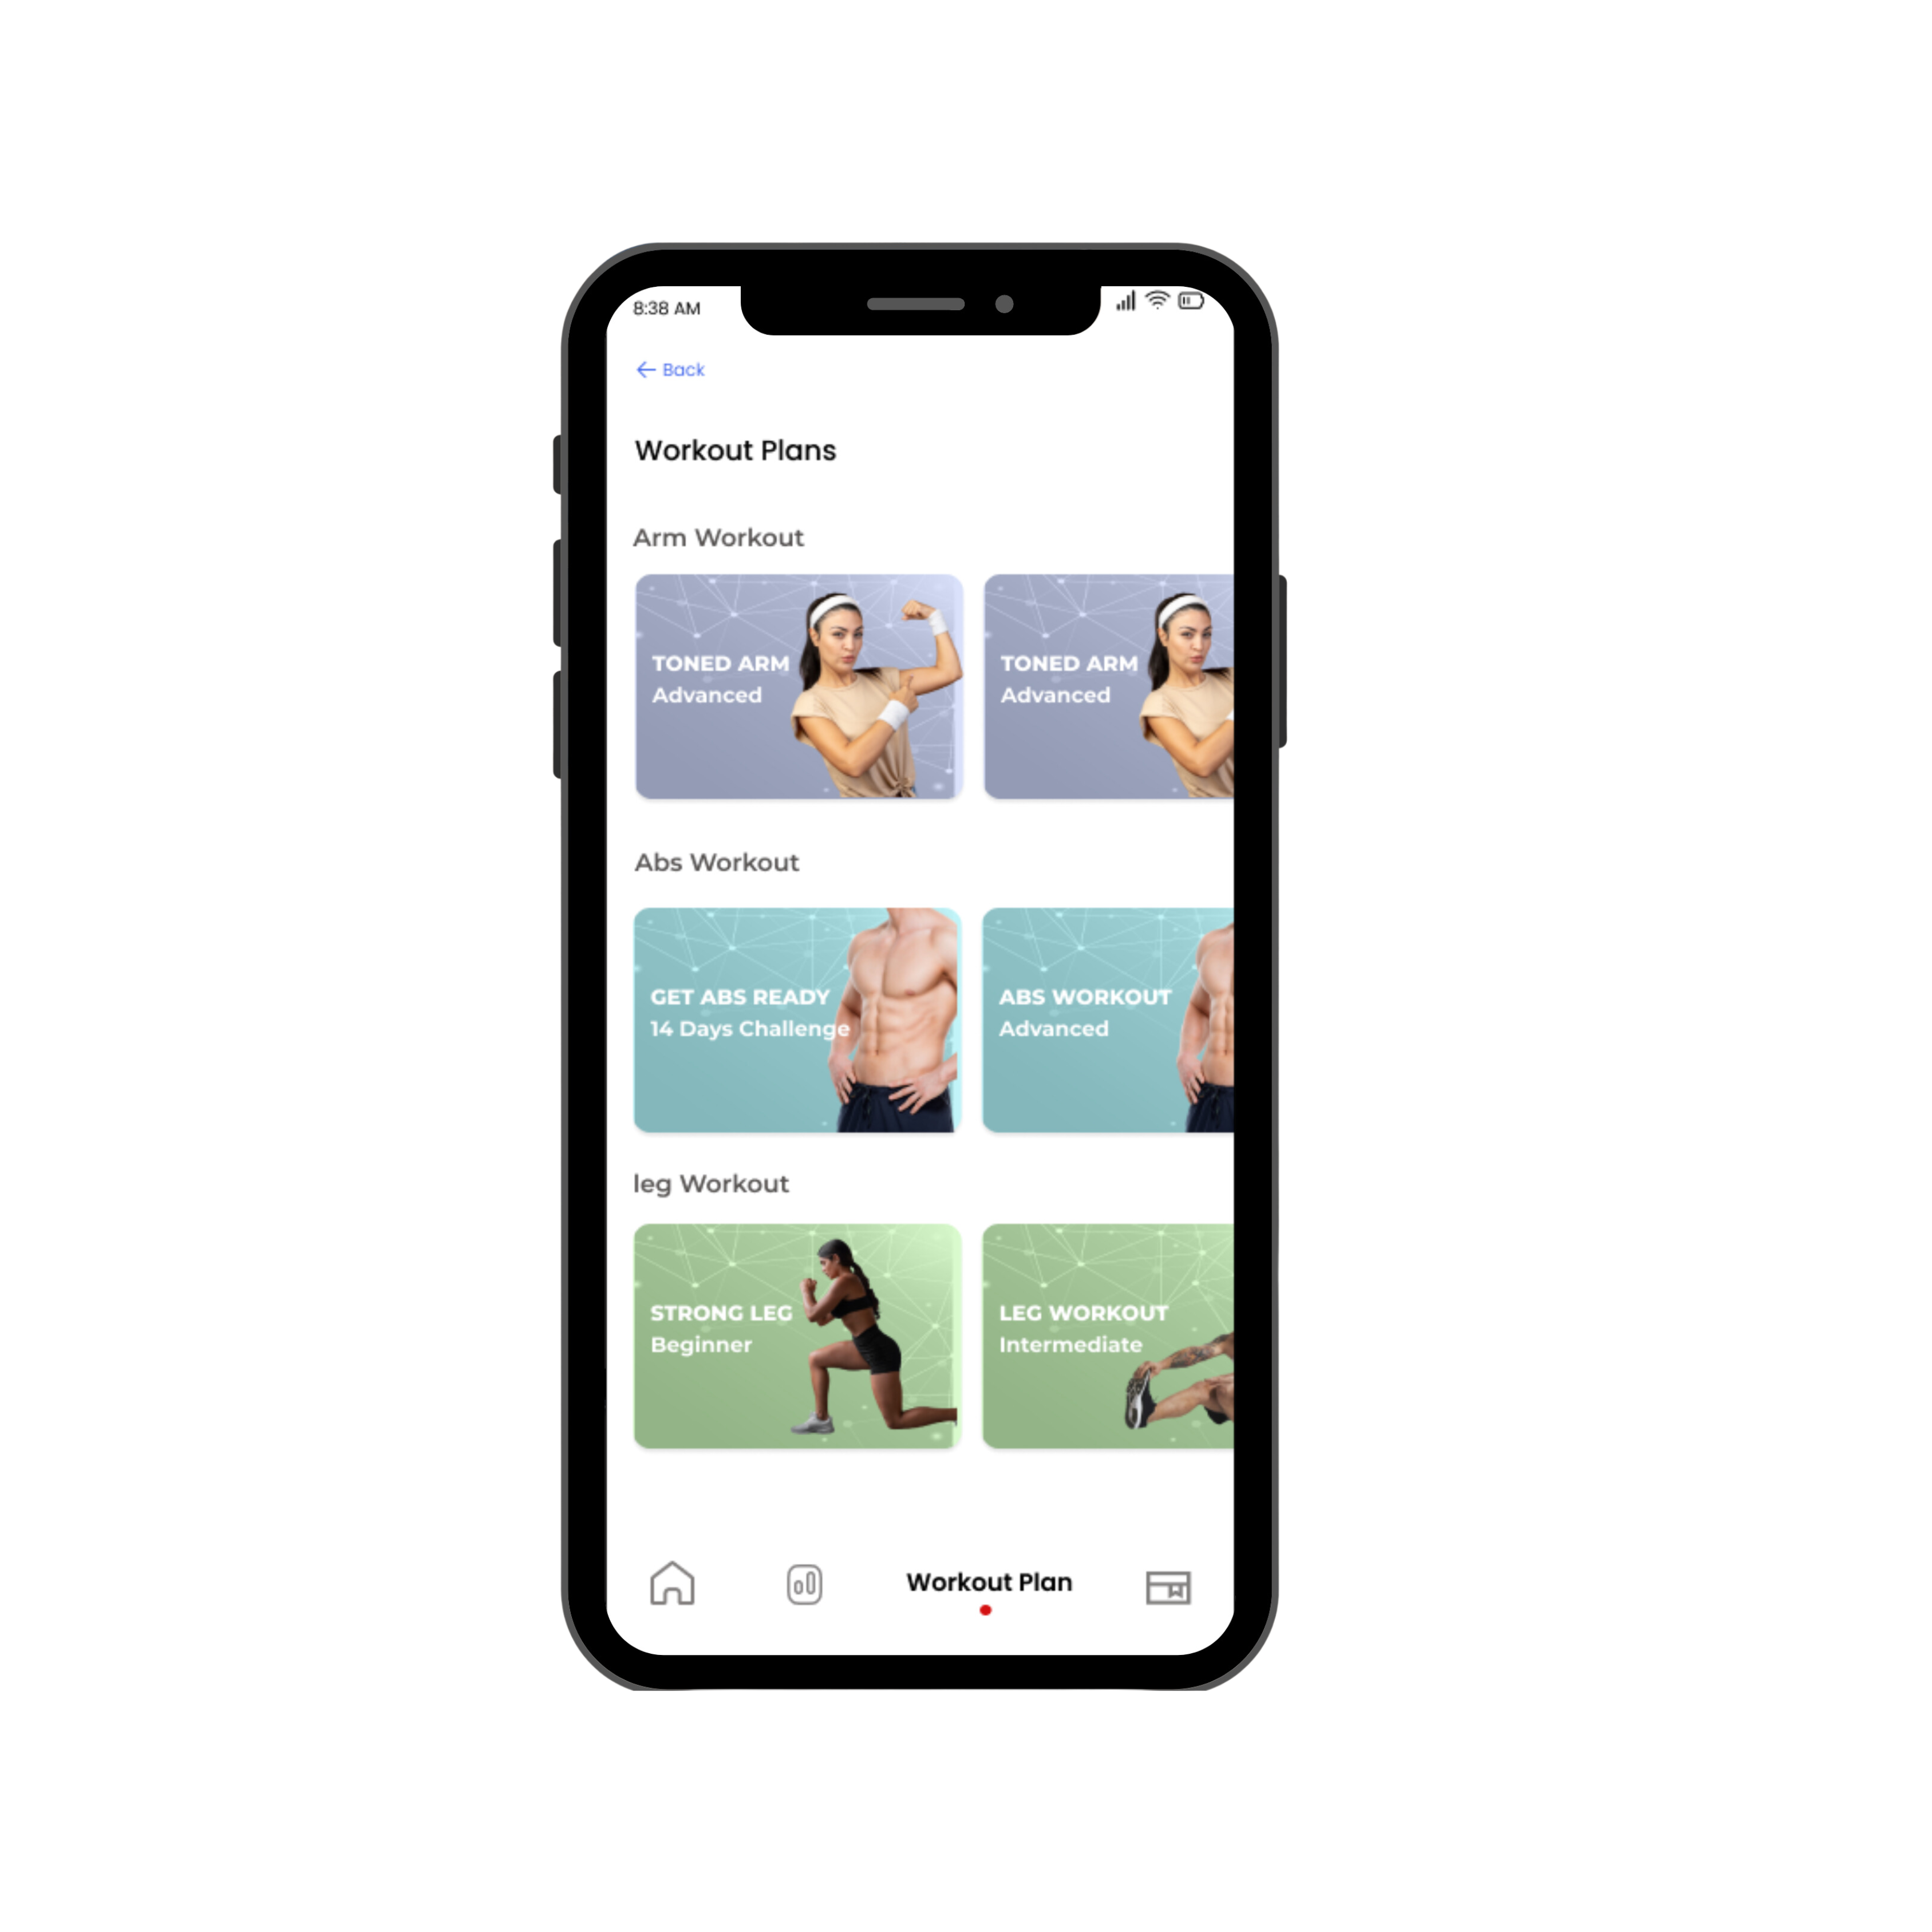 8:38 AM
Back
Workout Plans
Arm Workout
TONED ARM
Advanced
TONED ARM
Advanced
Abs Workout
GET ABS READY
14 Days Challenge
ABS WORKOUT
Advanced
leg Workout
STRONG LEG
Beginner
LEG WORKOUT
Intermediate
Workout Plan